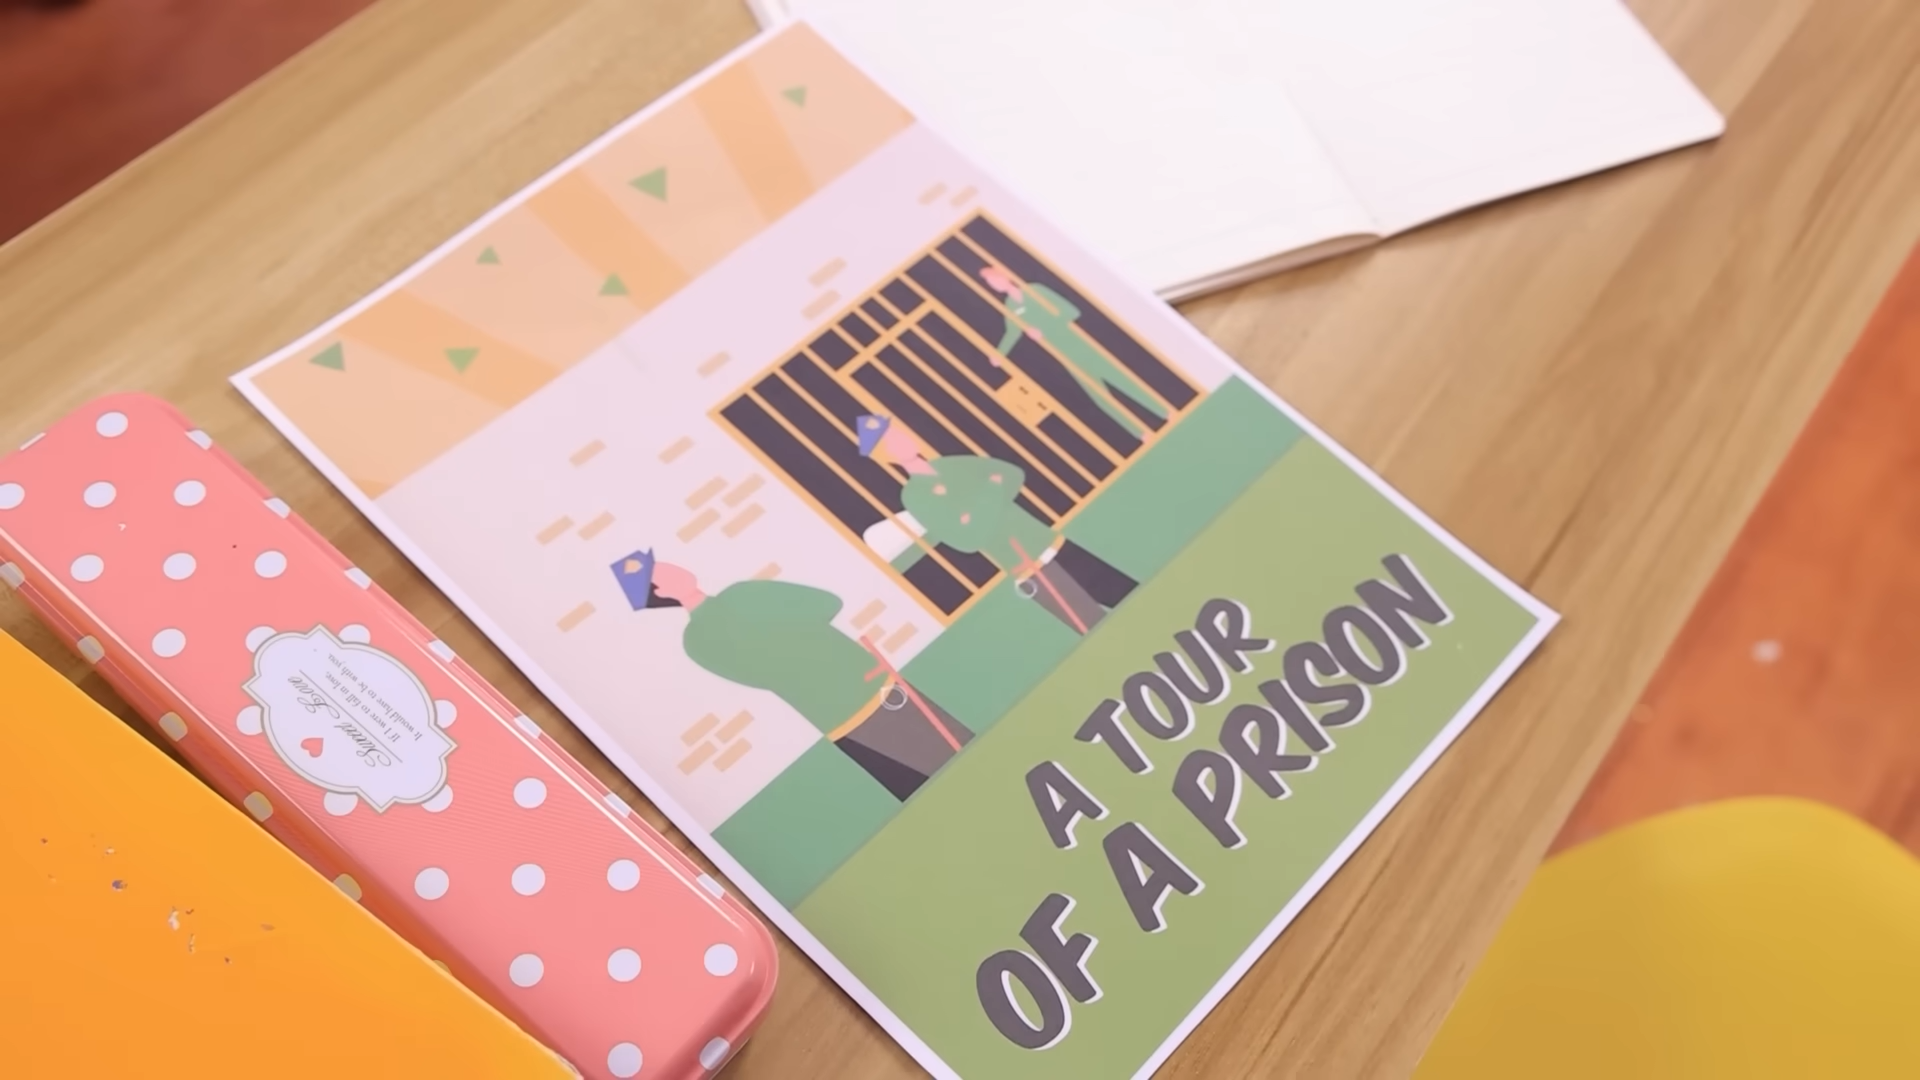 A TOUR
OF A PRISON
Sweet Love
If I were to fall in love,
It would have to be with you.